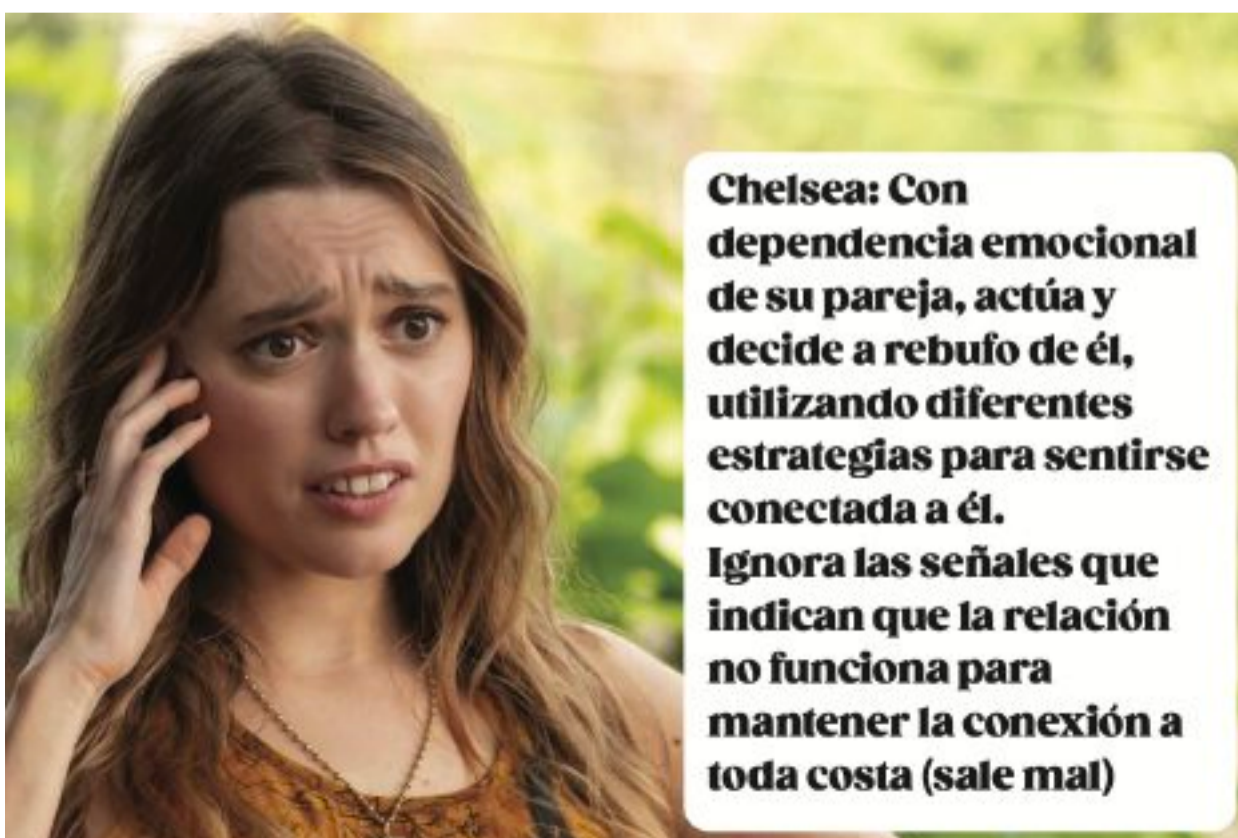 Chelsea: Con
dependencia emocional
de su pareja, actúa y
decide a rebufo de él,
utilizando diferentes
estrategias para sentirse
conectada a él.
Ignora las señales que
indican que la relación
no funciona para
mantener la conexión a
toda costa (sale mal)